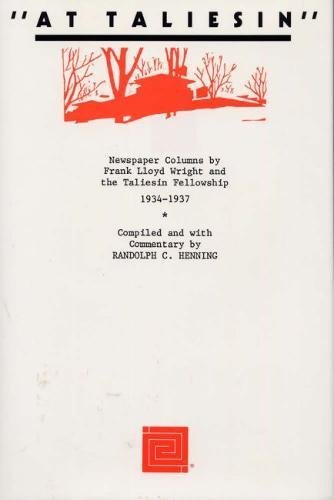 "AT TALIESIN"
Newspaper Columns by
Frank Lloyd Wright and
the Taliesin Fellowship
1934-1937
*
Compiled and with
Commentary by
RANDOLPH C. HENNING
®